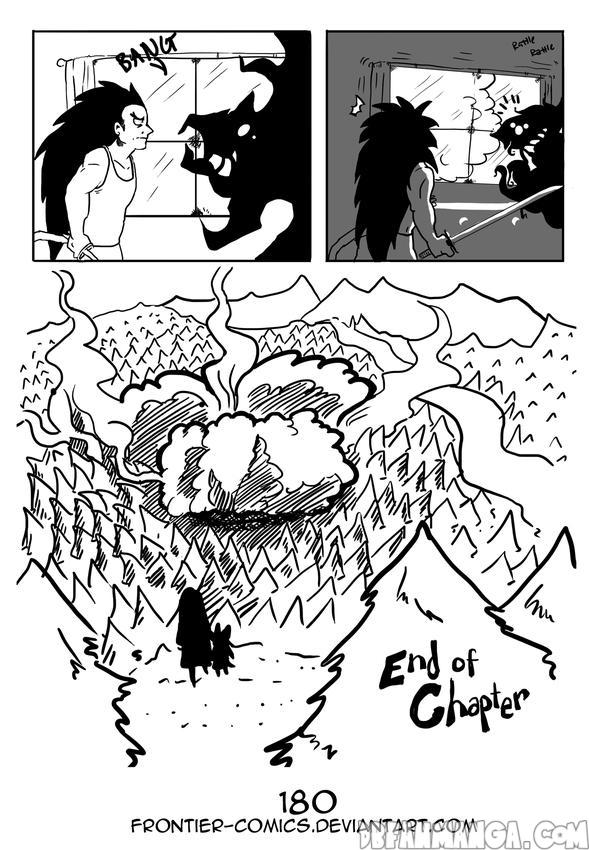 BANG
Rattle
Rattle
End of
Chapter
180
FRONTIER-COMICS.DEVIANTART.COM
DBFANMANGA.COM